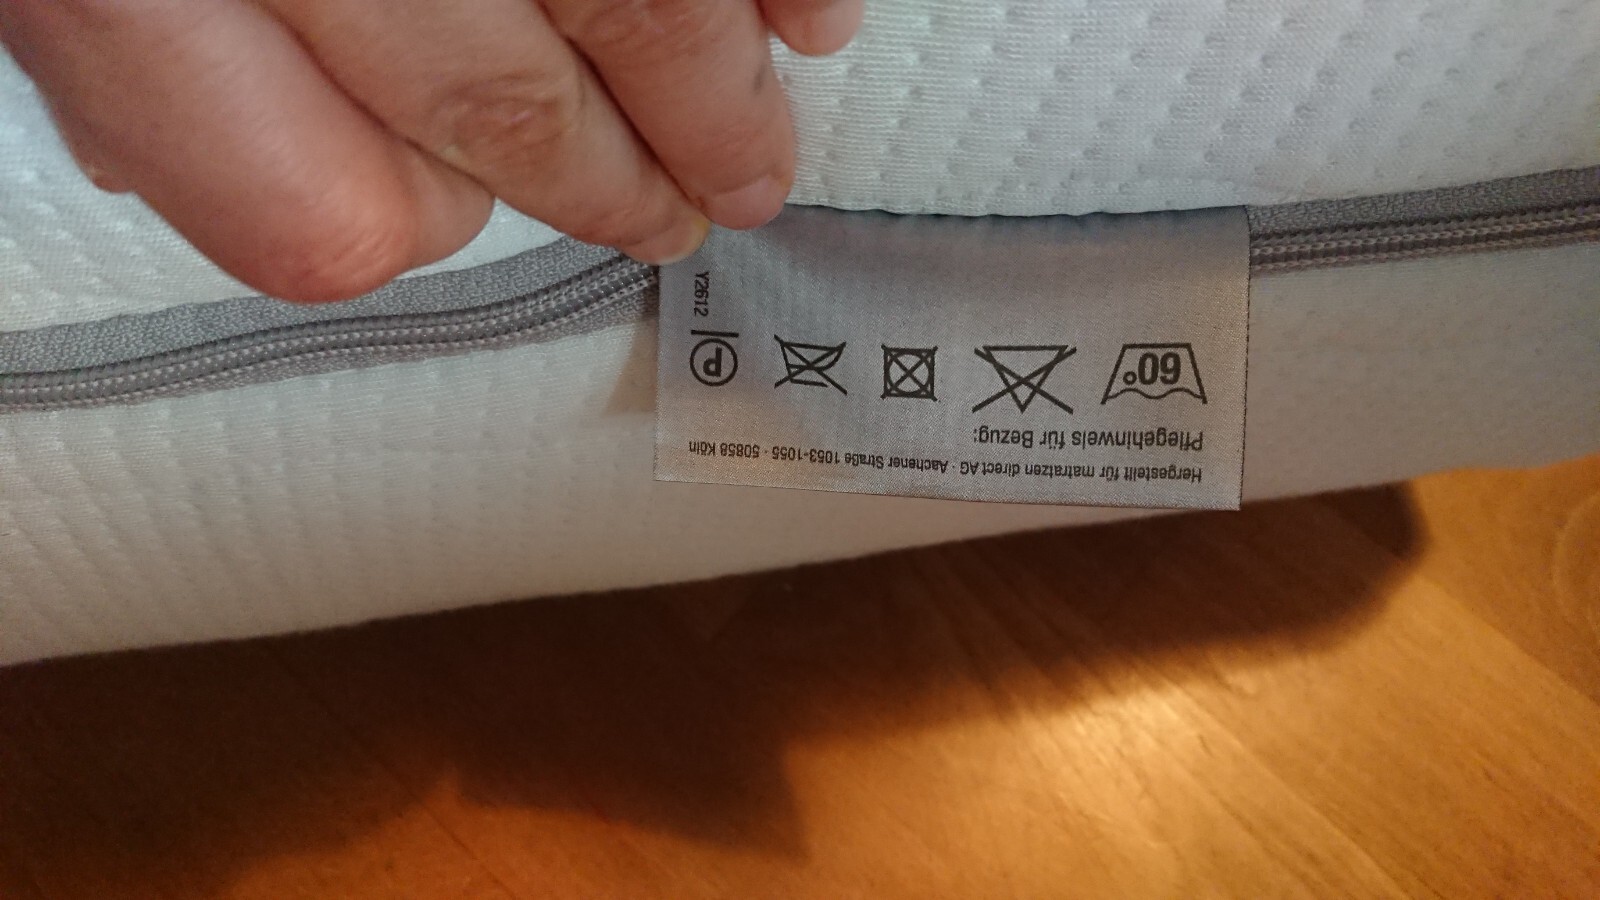 Hergestellt für matratzen direct AG · Aachener Straße 1053-1055 · 50858 Köln
Pflegehinweis für Bezug:
60°
P
Y2612